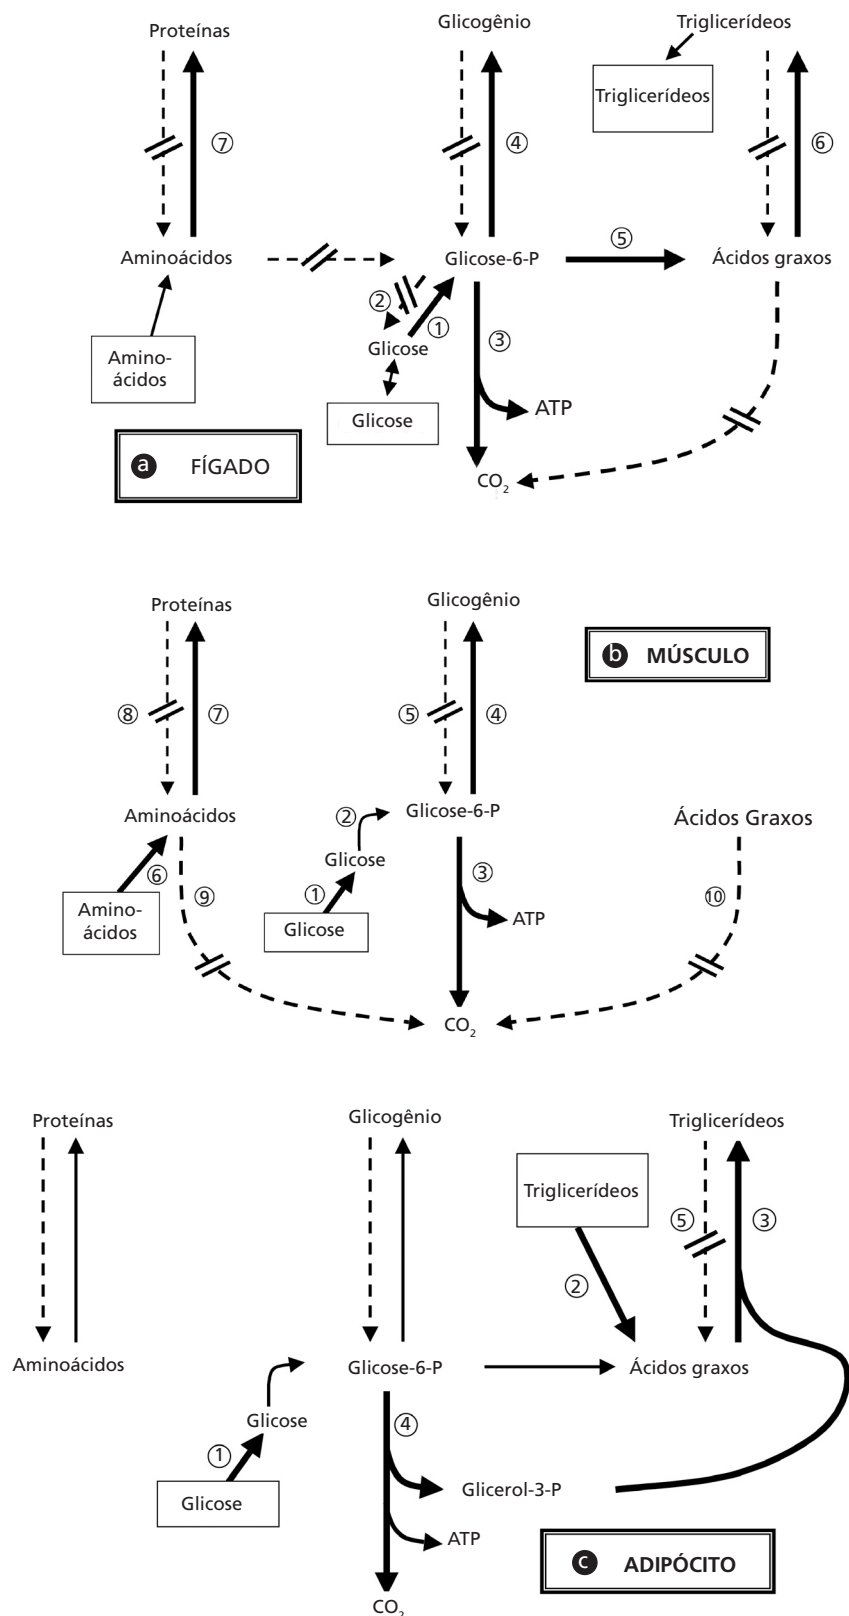 Proteínas
Glicogênio
Triglicerídeos
Triglicerídeos
⑦
④
⑥
Aminoácidos
Glicose-6-P
⑤
Ácidos graxos
②
①
③
Glicose
Amino-
ácidos
Glicose
ATP
a FÍGADO
CO₂
Proteínas
Glicogênio
b MÚSCULO
⑧
⑦
⑤
④
Aminoácidos
②
Glicose-6-P
Ácidos Graxos
Glicose
⑥
①
③
⑨
⑩
Amino-
ácidos
Glicose
ATP
CO₂
Proteínas
Glicogênio
Triglicerídeos
Triglicerídeos
⑤
③
②
Aminoácidos
Glicose-6-P
Ácidos graxos
Glicose
①
④
Glicose
Glicerol-3-P
ATP
c ADIPÓCITO
CO₂